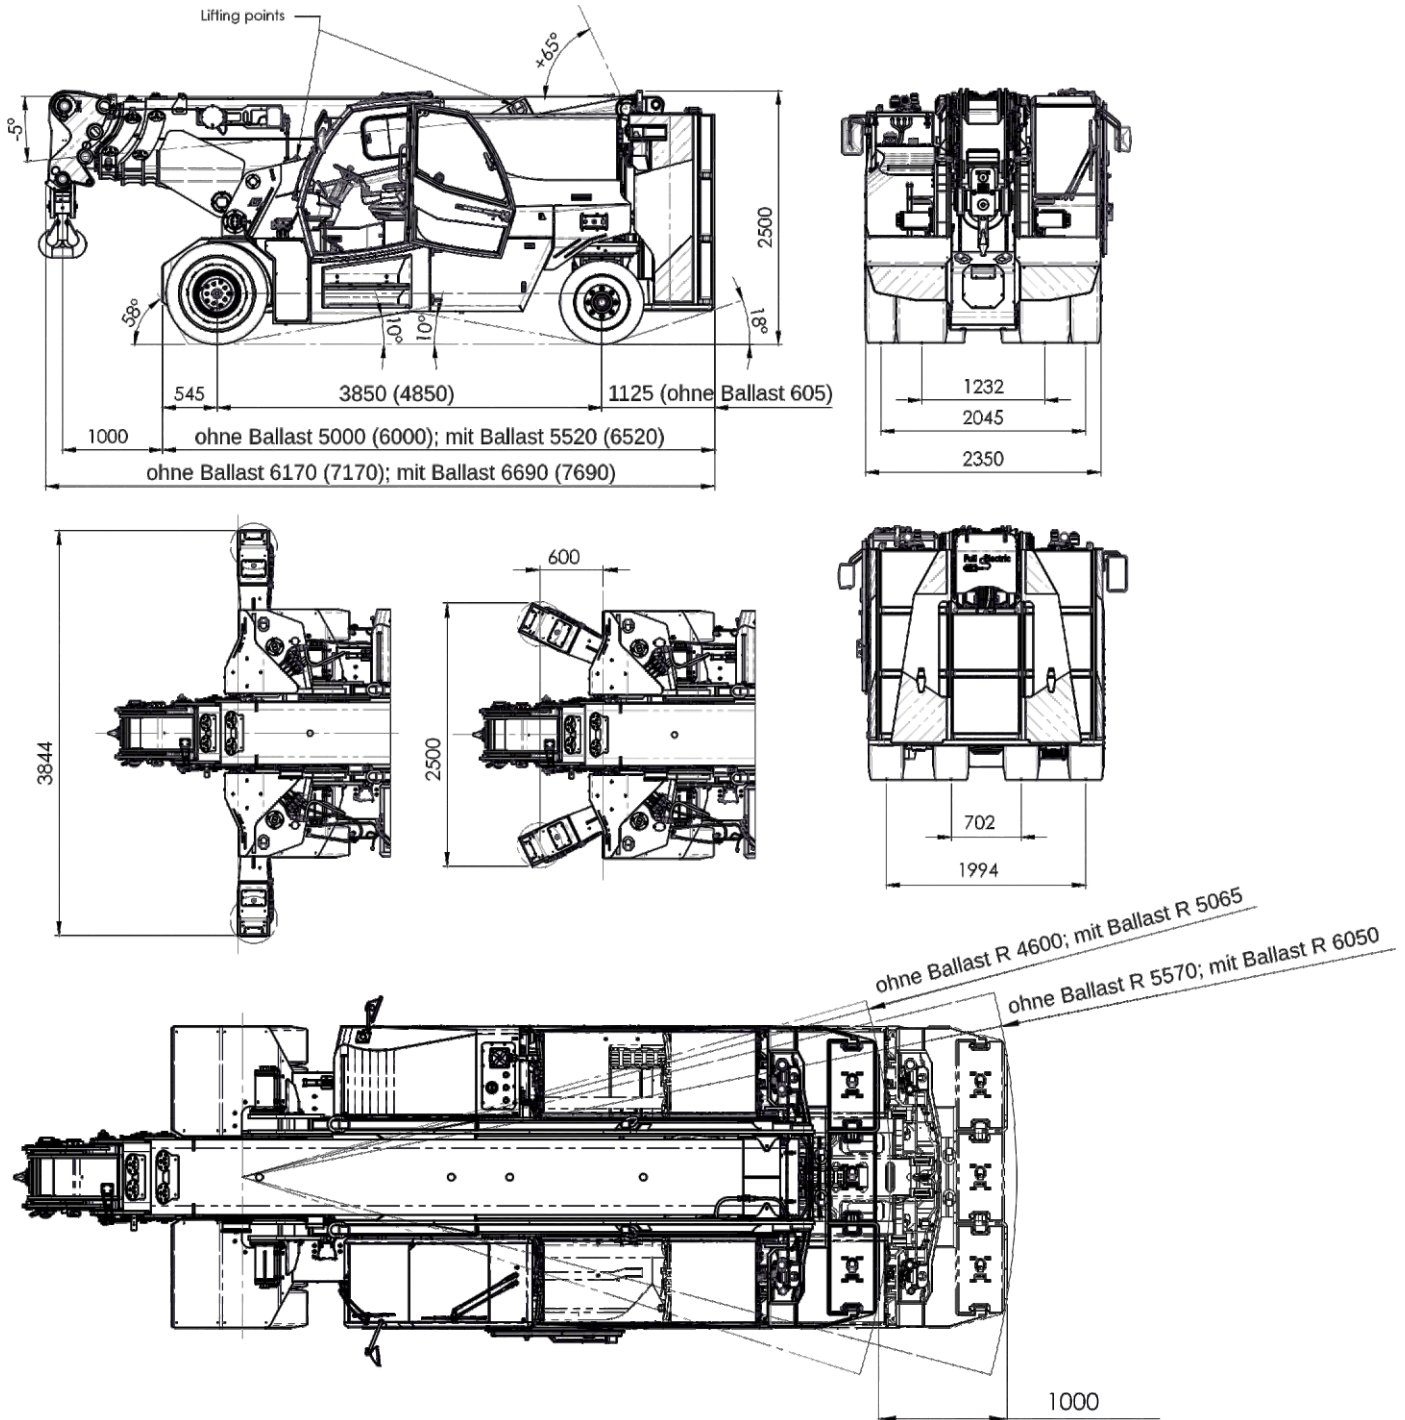 Lifting points
+65°
-5°
2500
58°
10°
10°
18°
545
3850 (4850)
1125 (ohne Ballast 605)
1000
ohne Ballast 5000 (6000); mit Ballast 5520 (6520)
ohne Ballast 6170 (7170); mit Ballast 6690 (7690)
1232
2045
2350
3844
600
2500
Full Electric
702
1994
ohne Ballast R 4600; mit Ballast R 5065
ohne Ballast R 5570; mit Ballast R 6050
1000